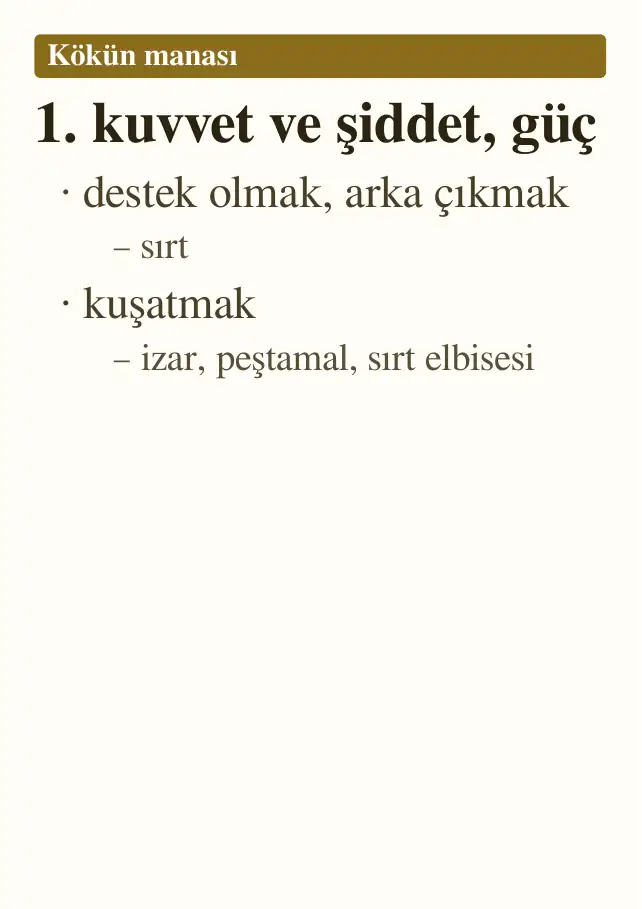 Kökün manası
1. kuvvet ve şiddet, güç
· destek olmak, arka çıkmak
– sırt
· kuşatmak
– izar, peştamal, sırt elbisesi